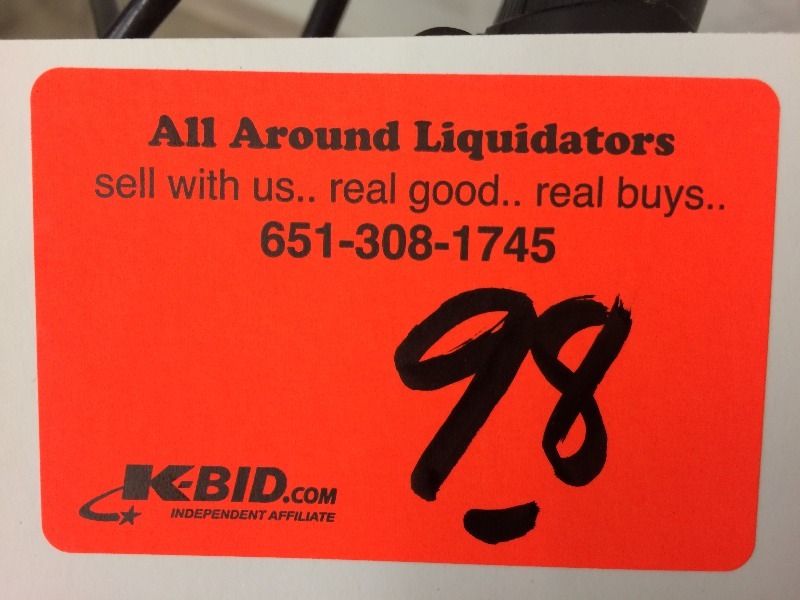 All Around Liquidators
sell with us.. real good.. real buys..
651-308-1745
98
K-BID.COM
INDEPENDENT AFFILIATE